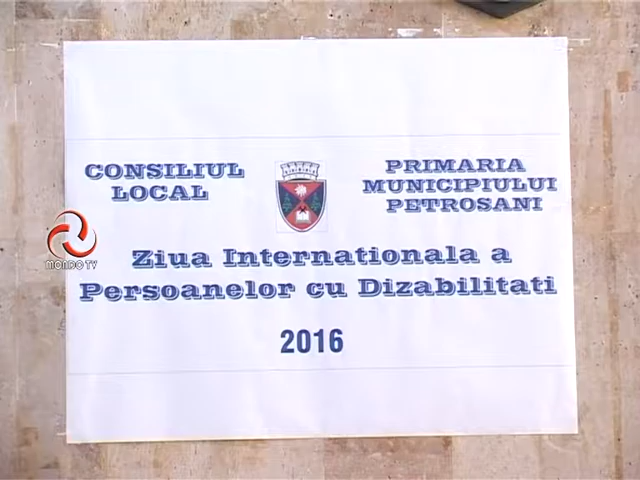 CONSILIUL
LOCAL
PRIMARIA
MUNICIPIULUI
PETROSANI
Ziua Internationala a
Persoanelor cu Dizabilitati
2016
MONDO TV